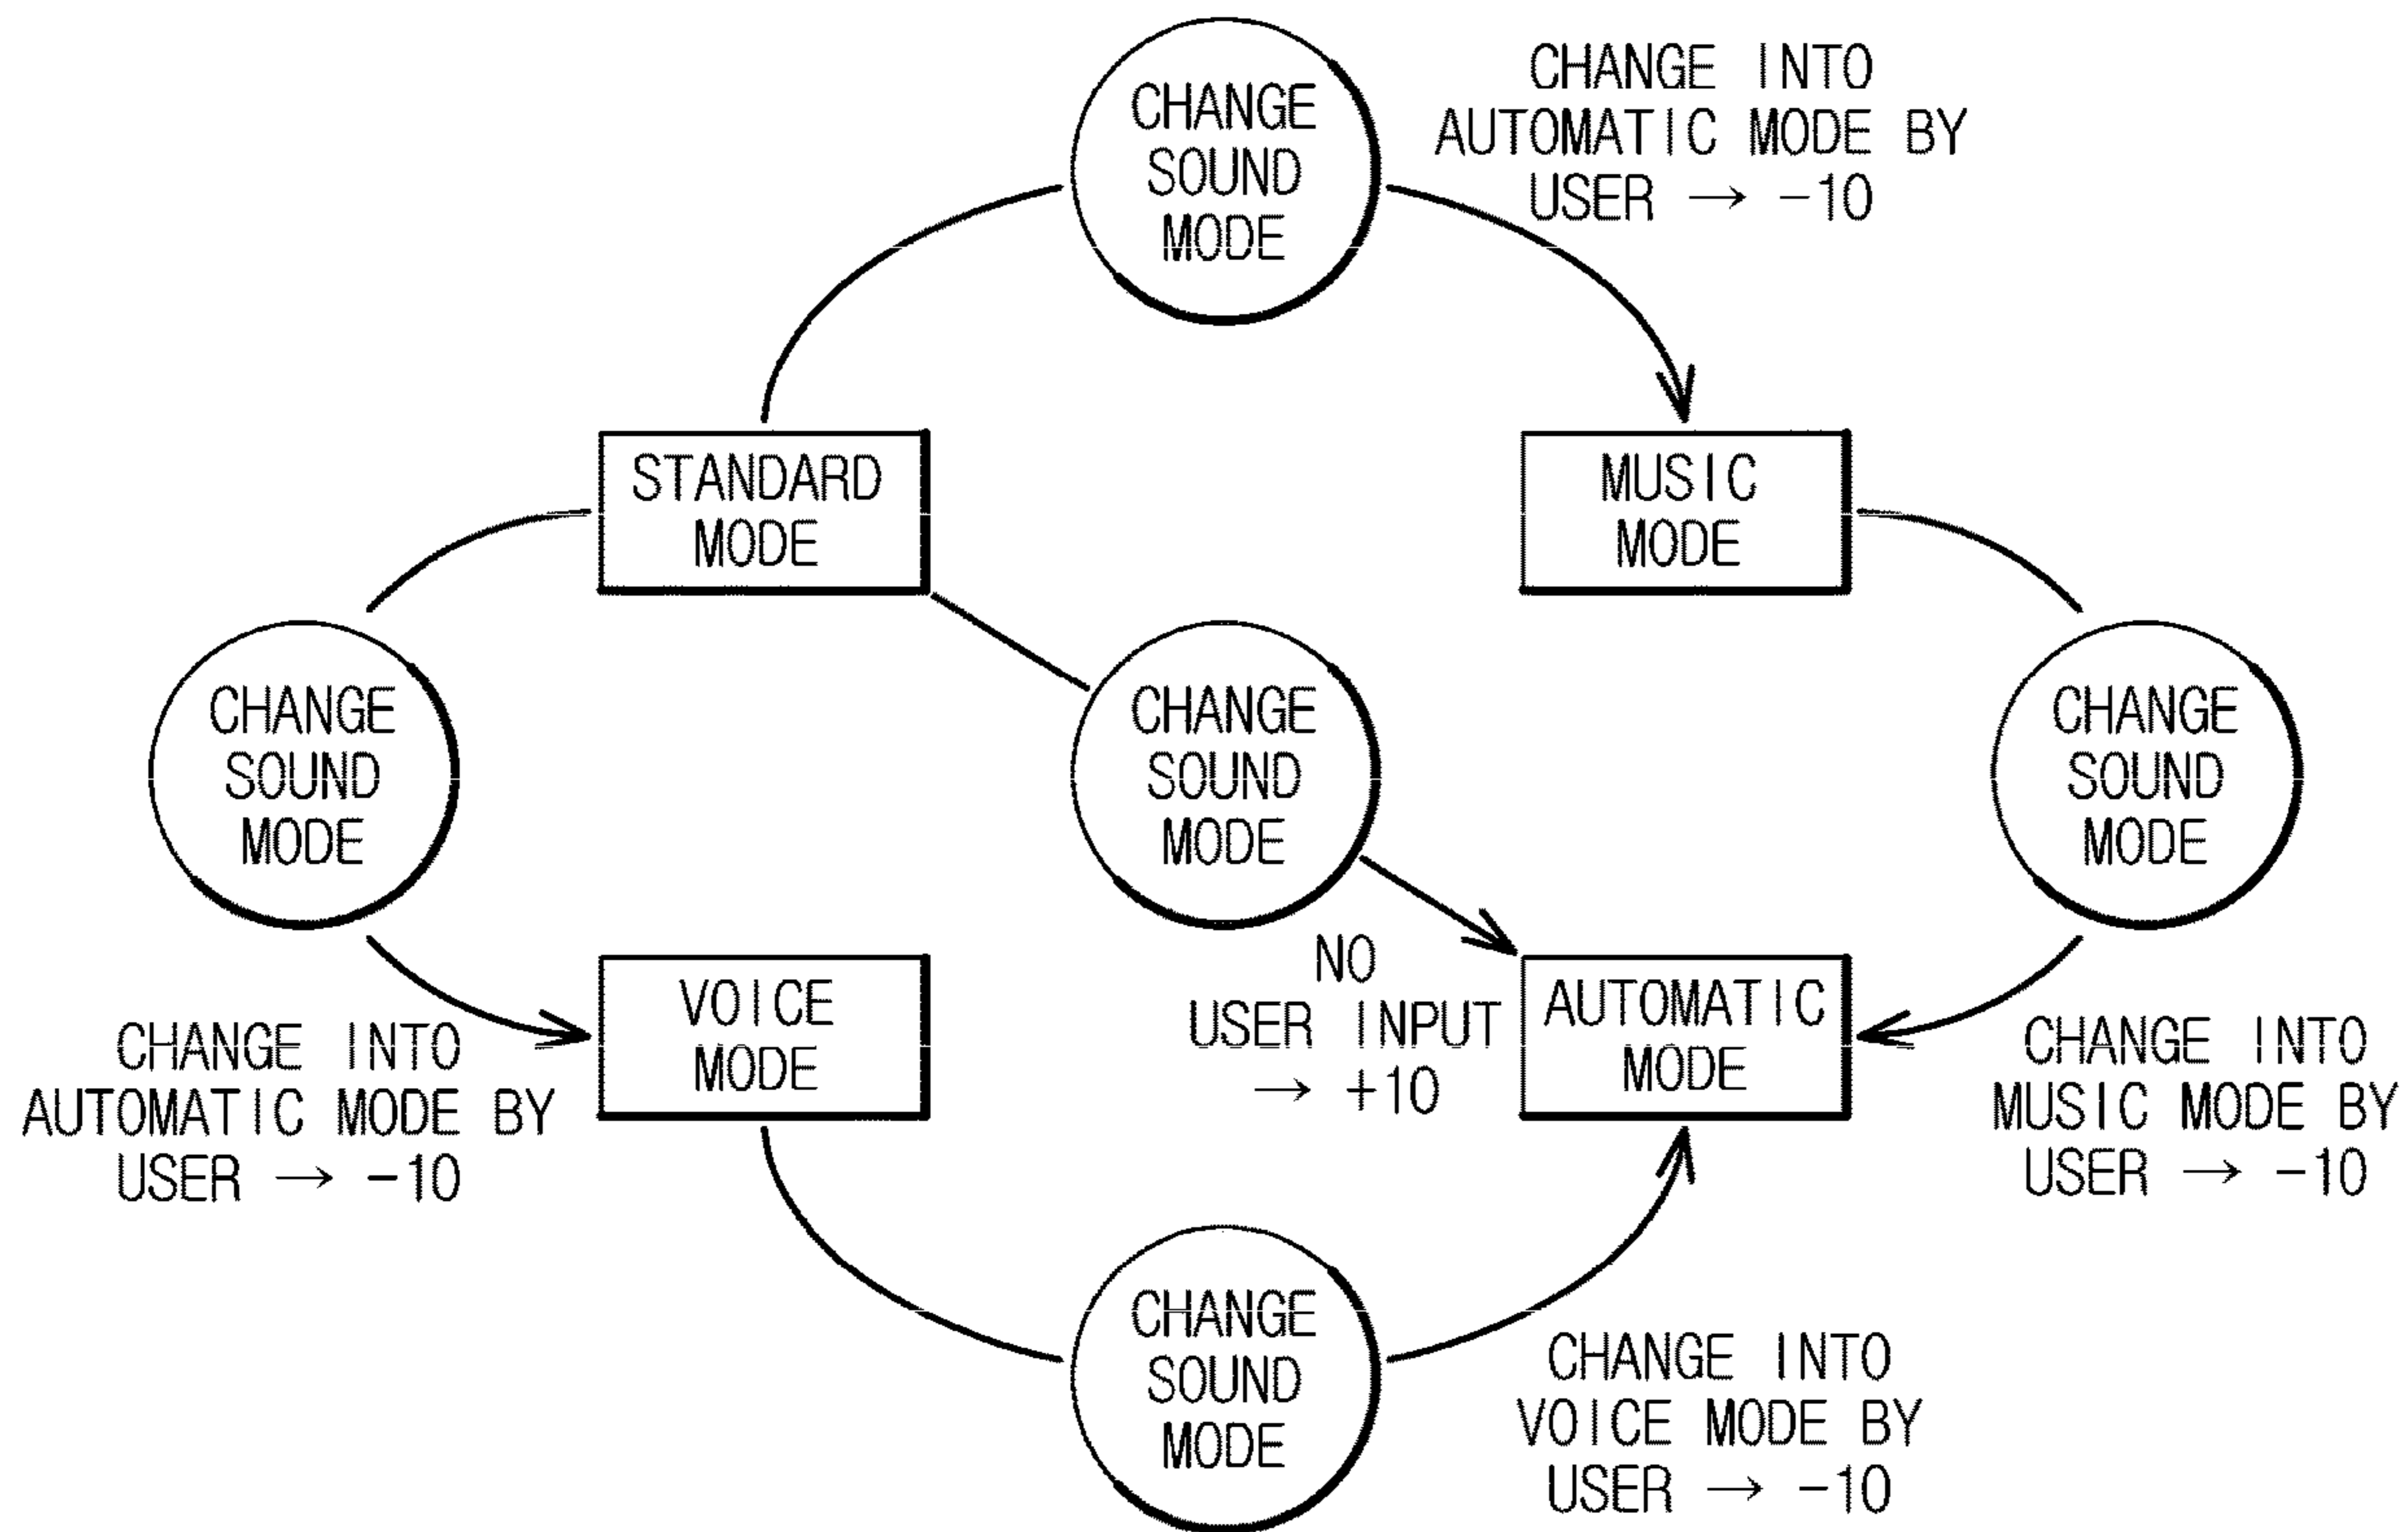 CHANGE
SOUND
MODE
CHANGE INTO
AUTOMATIC MODE BY
USER → -10
STANDARD
MODE
MUSIC
MODE
CHANGE
SOUND
MODE
CHANGE
SOUND
MODE
CHANGE
SOUND
MODE
NO
USER INPUT
→ +10
VOICE
MODE
AUTOMATIC
MODE
CHANGE INTO
AUTOMATIC MODE BY
USER → -10
CHANGE INTO
MUSIC MODE BY
USER → -10
CHANGE
SOUND
MODE
CHANGE INTO
VOICE MODE BY
USER → -10